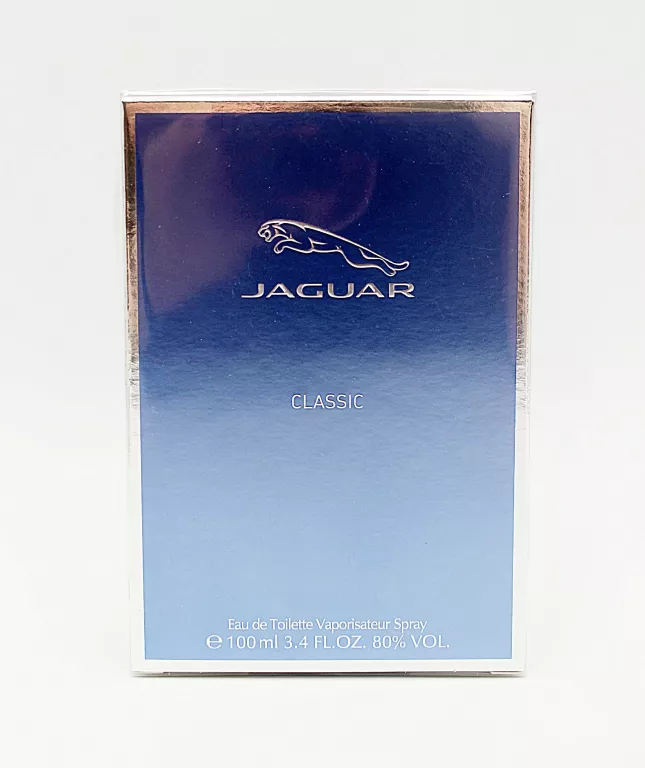 JAGUAR
CLASSIC
Eau de Toilette Vaporisateur Spray
℮ 100 ml 3.4 FL.OZ. 80% VOL.